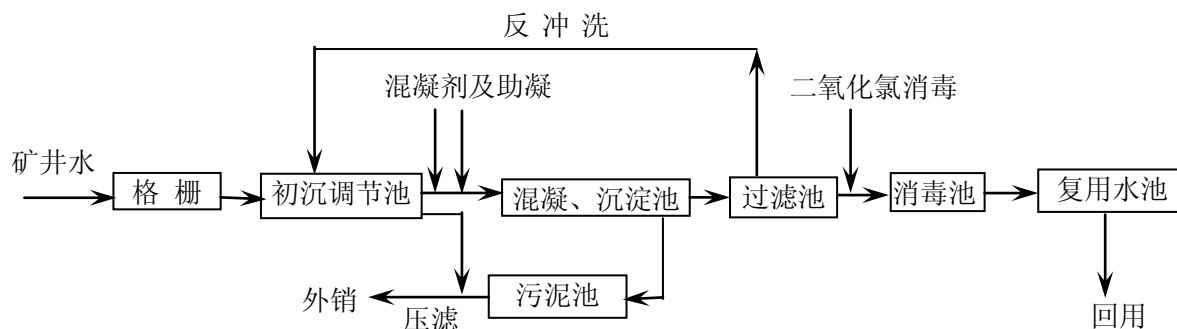 反 冲 洗
混凝剂及助凝
二氧化氯消毒
矿井水
格 栅
初沉调节池
混凝、沉淀池
过滤池
消毒池
复用水池
外销
压滤
污泥池
回用